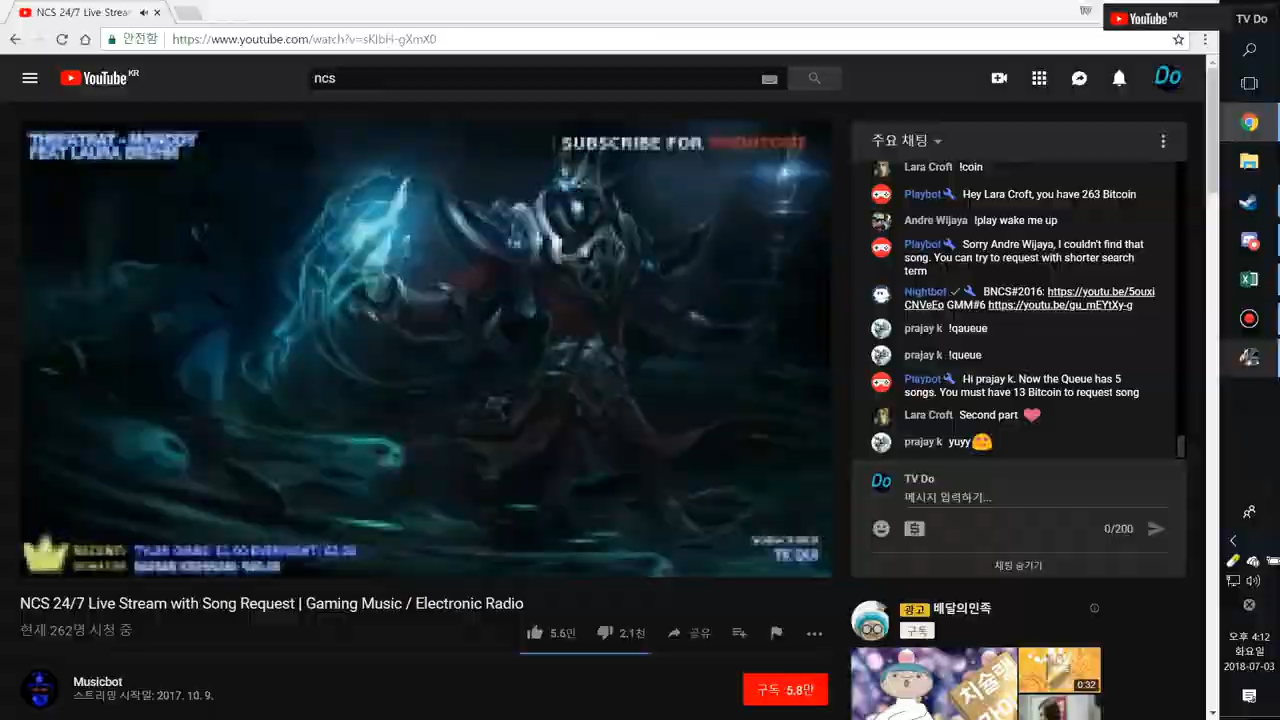 NCS 24/7 Live Strear
TV
YouTube KR
TV Do
안전함
https://www.youtube.com/watch?v=sKJbiH-gXmX0
YouTube KR
ncs
Do
SUBSCRIBE FOR
주요 채팅
Lara Croft !coin
Playbot Hey Lara Croft, you have 263 Bitcoin
Andre Wijaya !play wake me up
Playbot Sorry Andre Wijaya, I couldn't find that
song. You can try to request with shorter search
term
Nightbot BNCS#2016: https://youtu.be/5ouxi
CNVeEo GMM#6 https://youtu.be/gu_mEYtXy-g
prajay k !qaueue
prajay k !queue
Playbot Hi prajay k. Now the Queue has 5
songs. You must have 13 Bitcoin to request song
Lara Croft Second part
prajay k yuyy
Do
TV Do
메시지 입력하기...
0/200
채팅 숨기기
NCS 24/7 Live Stream with Song Request | Gaming Music / Electronic Radio
현재 262명 시청 중
5.6만
2.1천
공유
Musicbot
스트리밍 시작일: 2017. 10. 9.
구독 5.8만
광고 배달의민족
구독
0:32
오후 4:12
화요일
2018-07-03